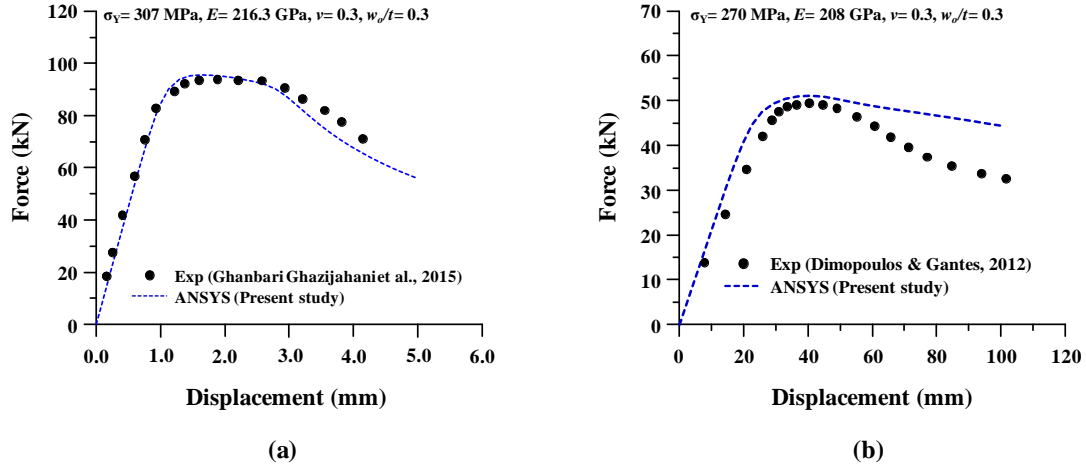 σY= 307 MPa, E= 216.3 GPa, ν= 0.3, wo/t= 0.3
120
100
80
60
40
20
0
Force (kN)
Exp (Ghanbari Ghazijahani et al., 2015)
ANSYS (Present study)
0.0 1.0 2.0 3.0 4.0 5.0 6.0
Displacement (mm)
(a)
σY= 270 MPa, E= 208 GPa, ν= 0.3, wo/t= 0.3
70
60
50
40
30
20
10
0
Force (kN)
Exp (Dimopoulos & Gantes, 2012)
ANSYS (Present study)
0 20 40 60 80 100 120
Displacement (mm)
(b)